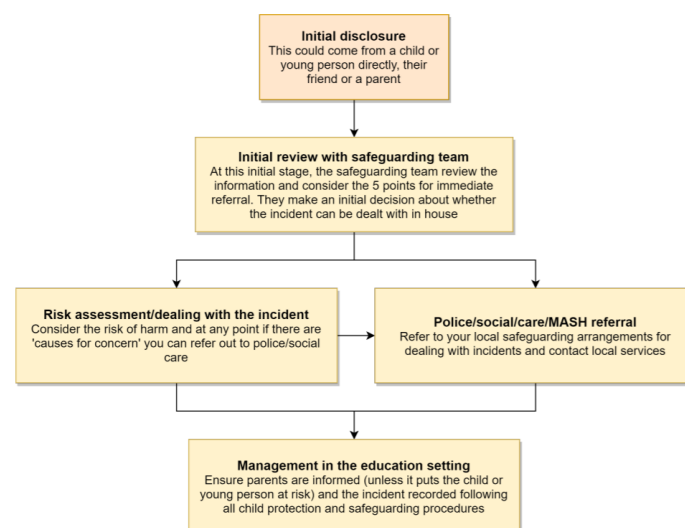 Initial disclosure
This could come from a child or
young person directly, their
friend or a parent
Initial review with safeguarding team
At this initial stage, the safeguarding team review the
information and consider the 5 points for immediate
referral. They make an initial decision about whether
the incident can be dealt with in house
Risk assessment/dealing with the incident
Consider the risk of harm and at any point if there are
'causes for concern' you can refer out to police/social
care
Police/social/care/MASH referral
Refer to your local safeguarding arrangements for
dealing with incidents and contact local services
Management in the education setting
Ensure parents are informed (unless it puts the child or
young person at risk) and the incident recorded following
all child protection and safeguarding procedures